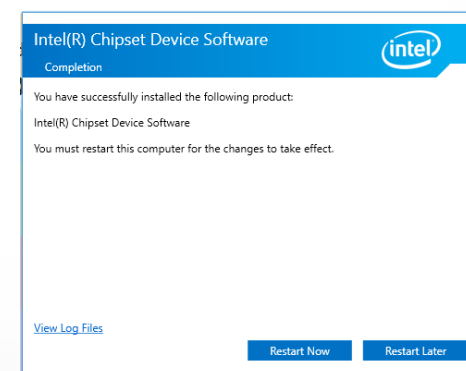 Intel(R) Chipset Device Software
intel
Completion
You have successfully installed the following product:
Intel(R) Chipset Device Software
You must restart this computer for the changes to take effect.
View Log Files
Restart Now
Restart Later